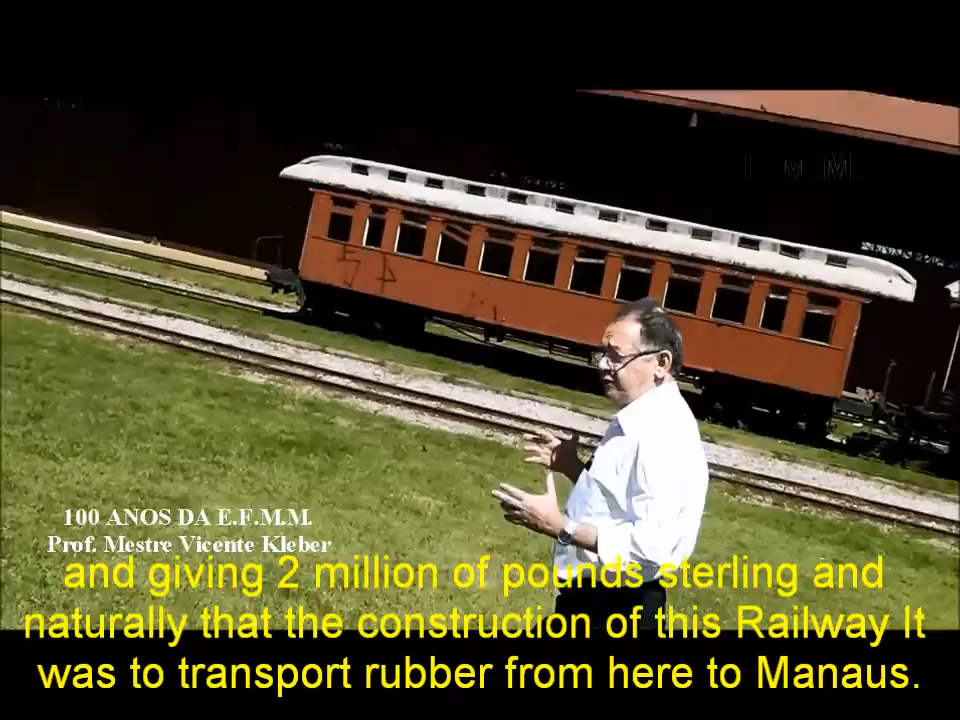 100 ANOS DA E.F.M.M.
Prof. Mestre Vicente Kleber
and giving 2 million of pounds sterling and
naturally that the construction of this Railway It
was to transport rubber from here to Manaus.